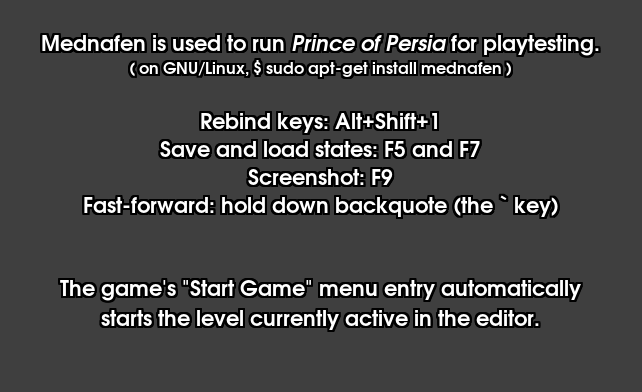 Mednafen is used to run Prince of Persia for playtesting.
( on GNU/Linux, $ sudo apt-get install mednafen )
Rebind keys: Alt+Shift+1
Save and load states: F5 and F7
Screenshot: F9
Fast-forward: hold down backquote (the ` key)
The game's "Start Game" menu entry automatically
starts the level currently active in the editor.